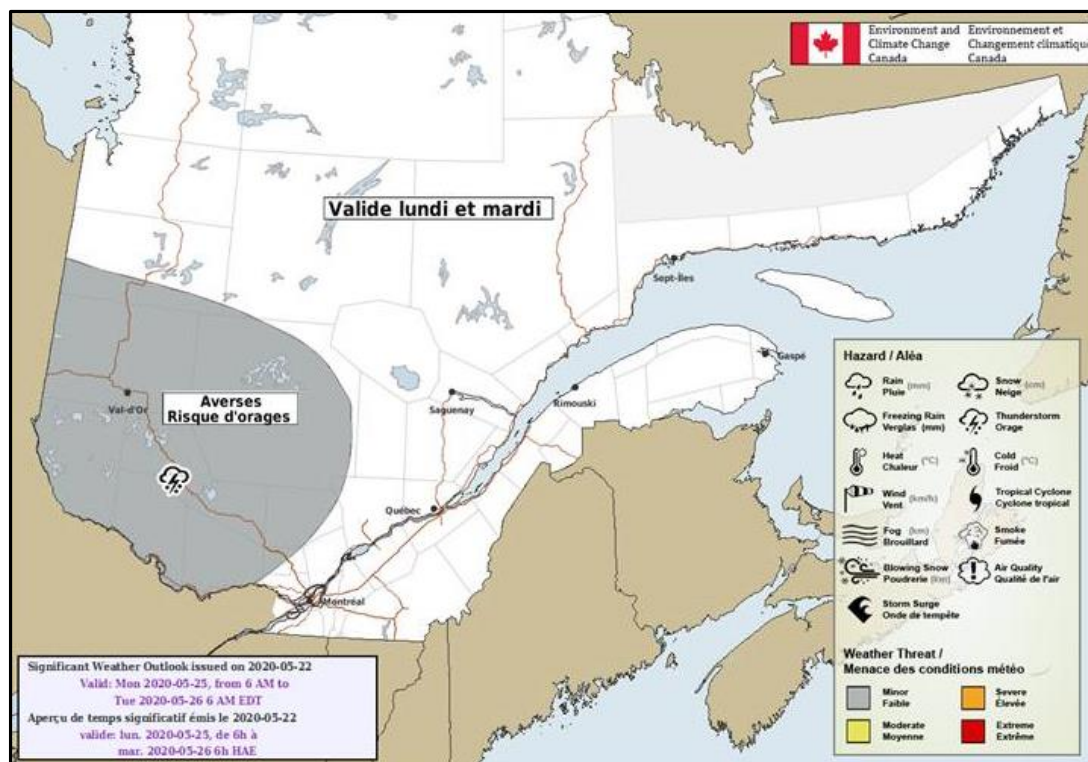 Environment and Environnement et
Climate Change Changement climatique
Canada Canada
Valide lundi et mardi
Sept-Îles
Gaspé
Averses
Risque d'orages
Val-d'Or
Saguenay
Rimouski
Québec
Montréal
Hazard / Aléa
Rain (mm)
Pluie
Snow (cm)
Neige
Freezing Rain
Verglas (mm)
Thunderstorm
Orage
Heat (°C)
Chaleur
Cold (°C)
Froid
Wind (km/h)
Vent
Tropical Cyclone
Cyclone tropical
Fog (km)
Brouillard
Smoke
Fumée
Blowing Snow
Poudrerie (km)
Air Quality
Qualité de l'air
Storm Surge
Onde de tempête
Weather Threat /
Menace des conditions météo
Minor
Faible
Severe
Élevée
Moderate
Moyenne
Extreme
Extrême
Significant Weather Outlook issued on 2020-05-22
Valid: Mon 2020-05-25, from 6 AM to
Tue 2020-05-26 6 AM EDT
Aperçu de temps significatif émis le 2020-05-22
valide: lun. 2020-05-25, de 6h à
mar. 2020-05-26 6h HAE